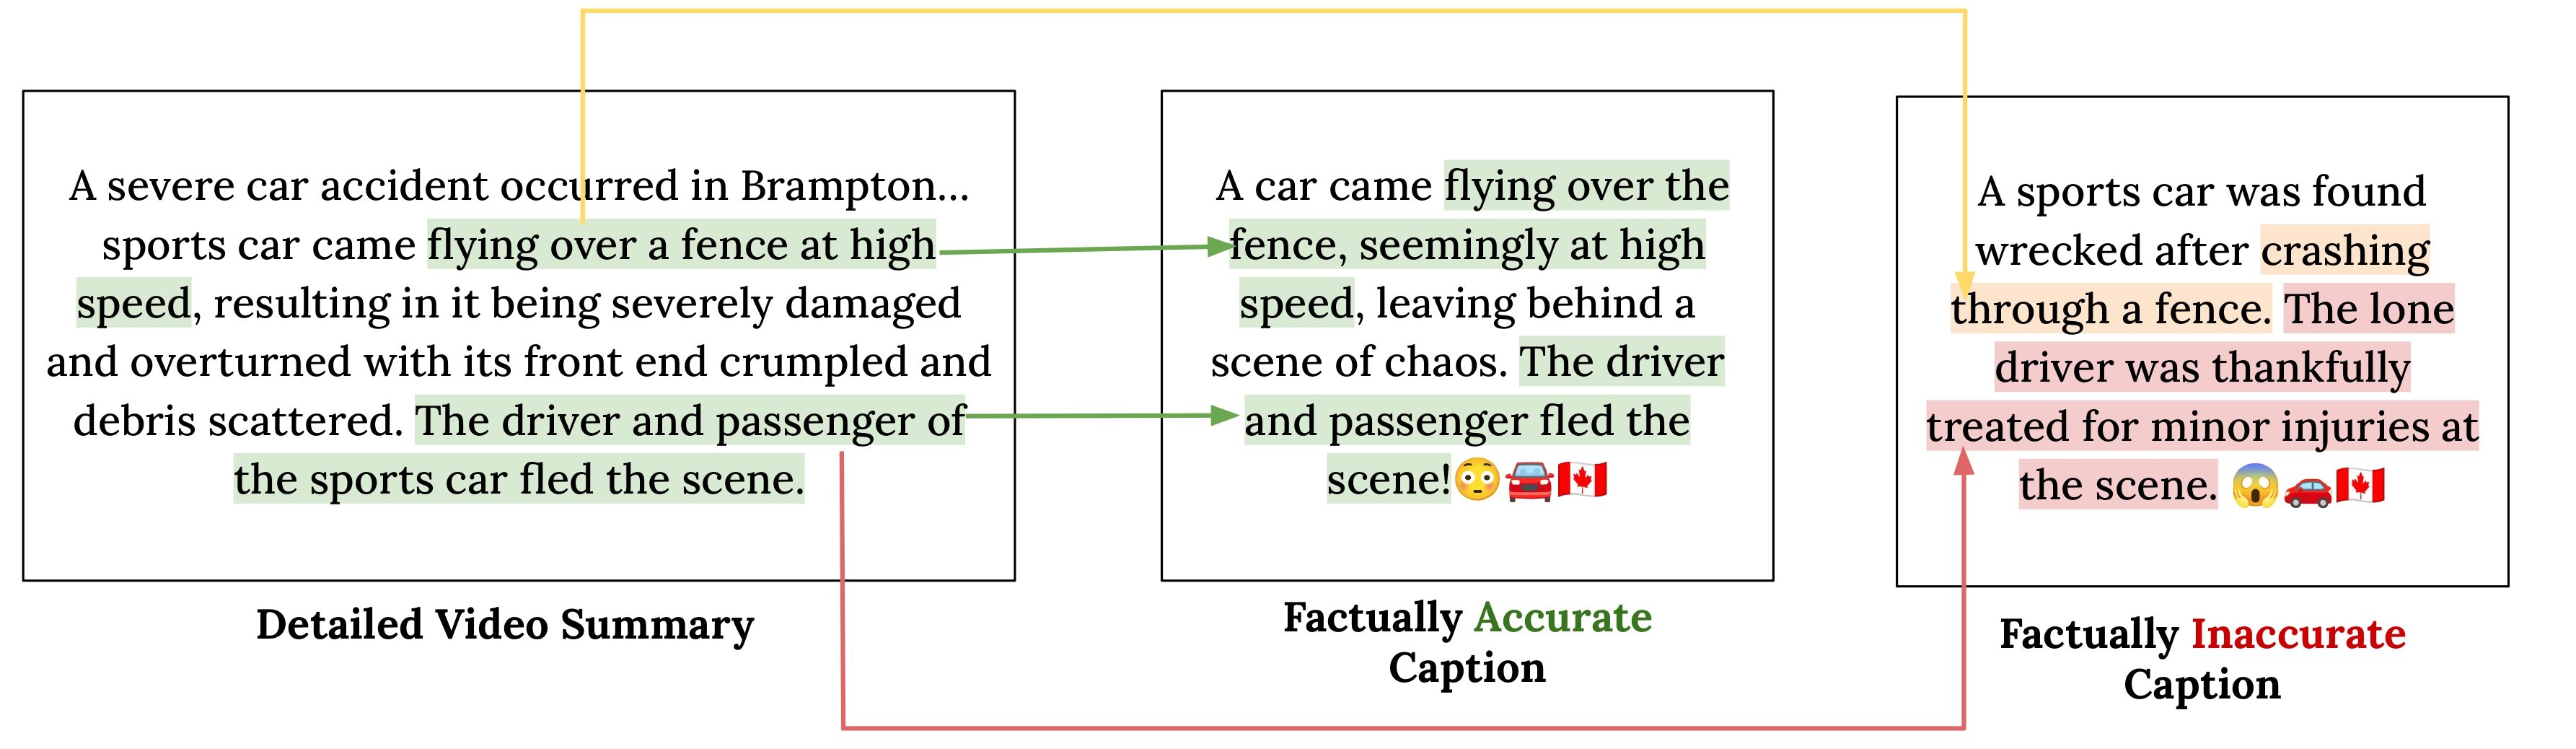 A severe car accident occurred in Brampton...
sports car came flying over a fence at high
speed, resulting in it being severely damaged
and overturned with its front end crumpled and
debris scattered. The driver and passenger of
the sports car fled the scene.
Detailed Video Summary
A car came flying over the
fence, seemingly at high
speed, leaving behind a
scene of chaos. The driver
and passenger fled the
scene!😳🚘🇨🇦
Factually Accurate
Caption
A sports car was found
wrecked after crashing
through a fence. The lone
driver was thankfully
treated for minor injuries at
the scene. 😱🚗🇨🇦
Factually Inaccurate
Caption